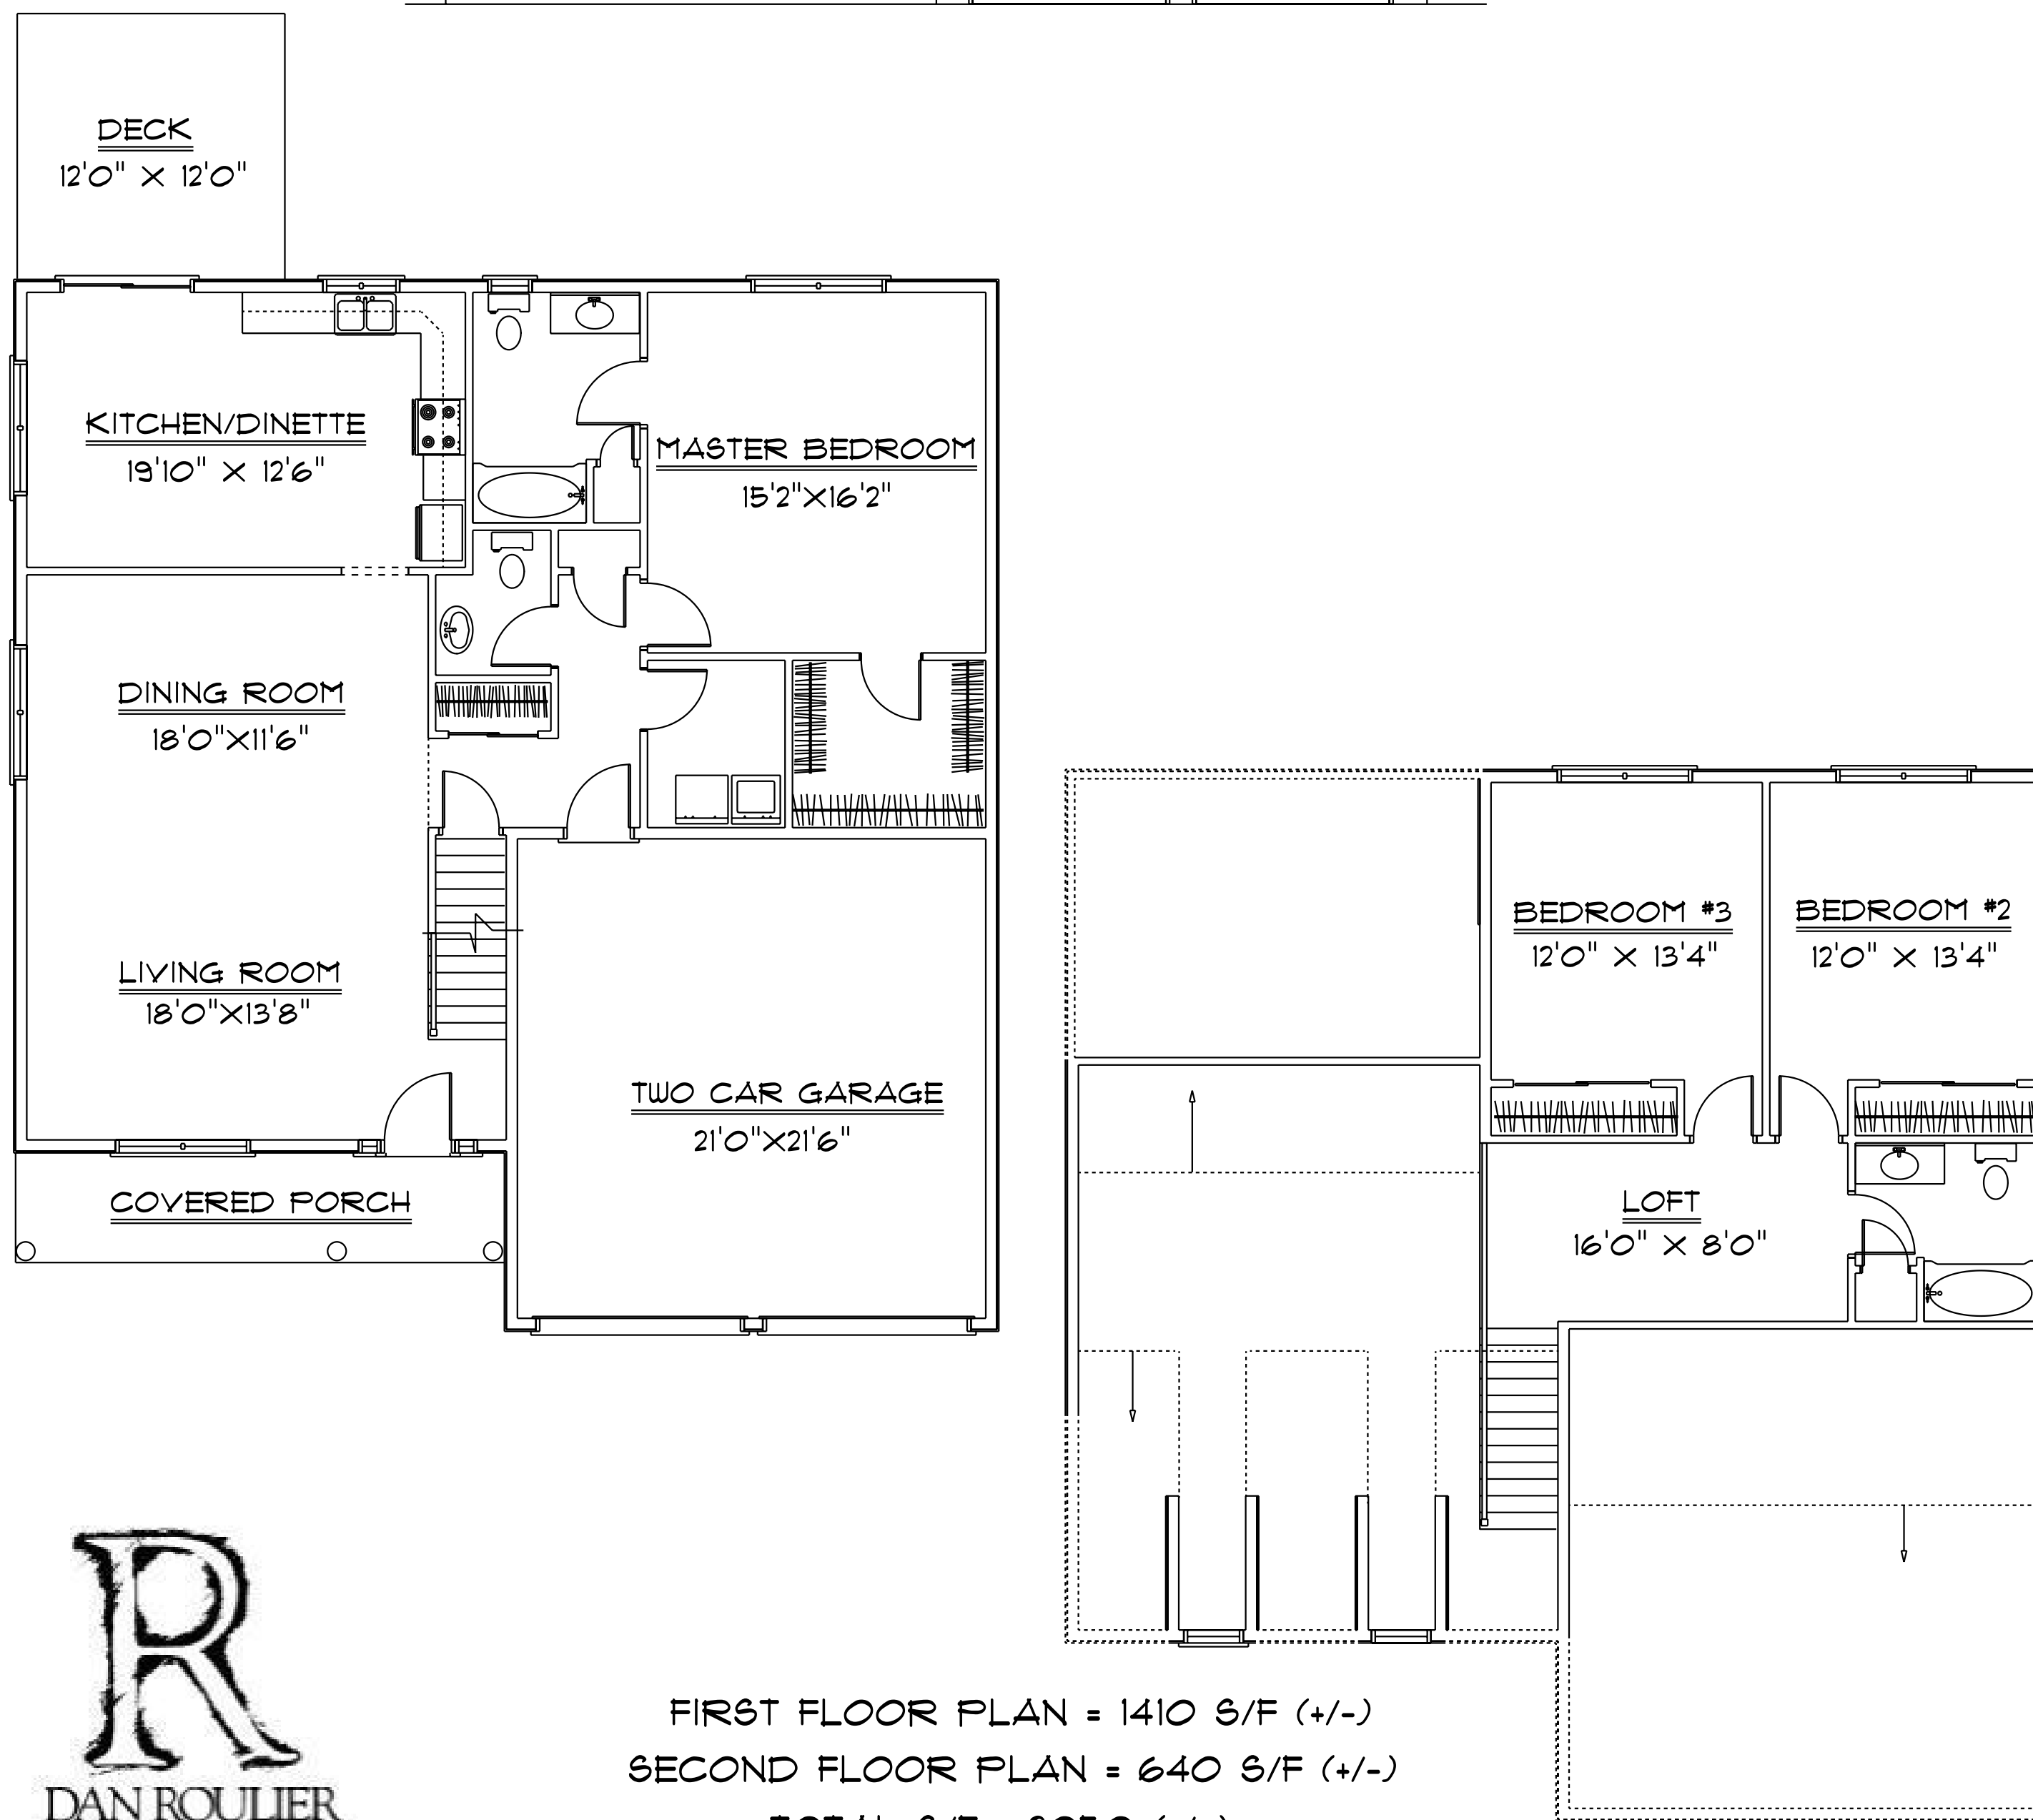 DECK
12'0" X 12'0"
KITCHEN/DINETTE
19'10" X 12'6"
MASTER BEDROOM
15'2"X16'2"
DINING ROOM
18'0"X11'6"
LIVING ROOM
18'0"X13'8"
TWO CAR GARAGE
21'0"X21'6"
COVERED PORCH
BEDROOM #3
12'0" X 13'4"
BEDROOM #2
12'0" X 13'4"
LOFT
16'0" X 8'0"
FIRST FLOOR PLAN = 1410 S/F (+/-)
SECOND FLOOR PLAN = 640 S/F (+/-)
TOTAL S/F = 2050 (+/-)
R
DAN ROULIER